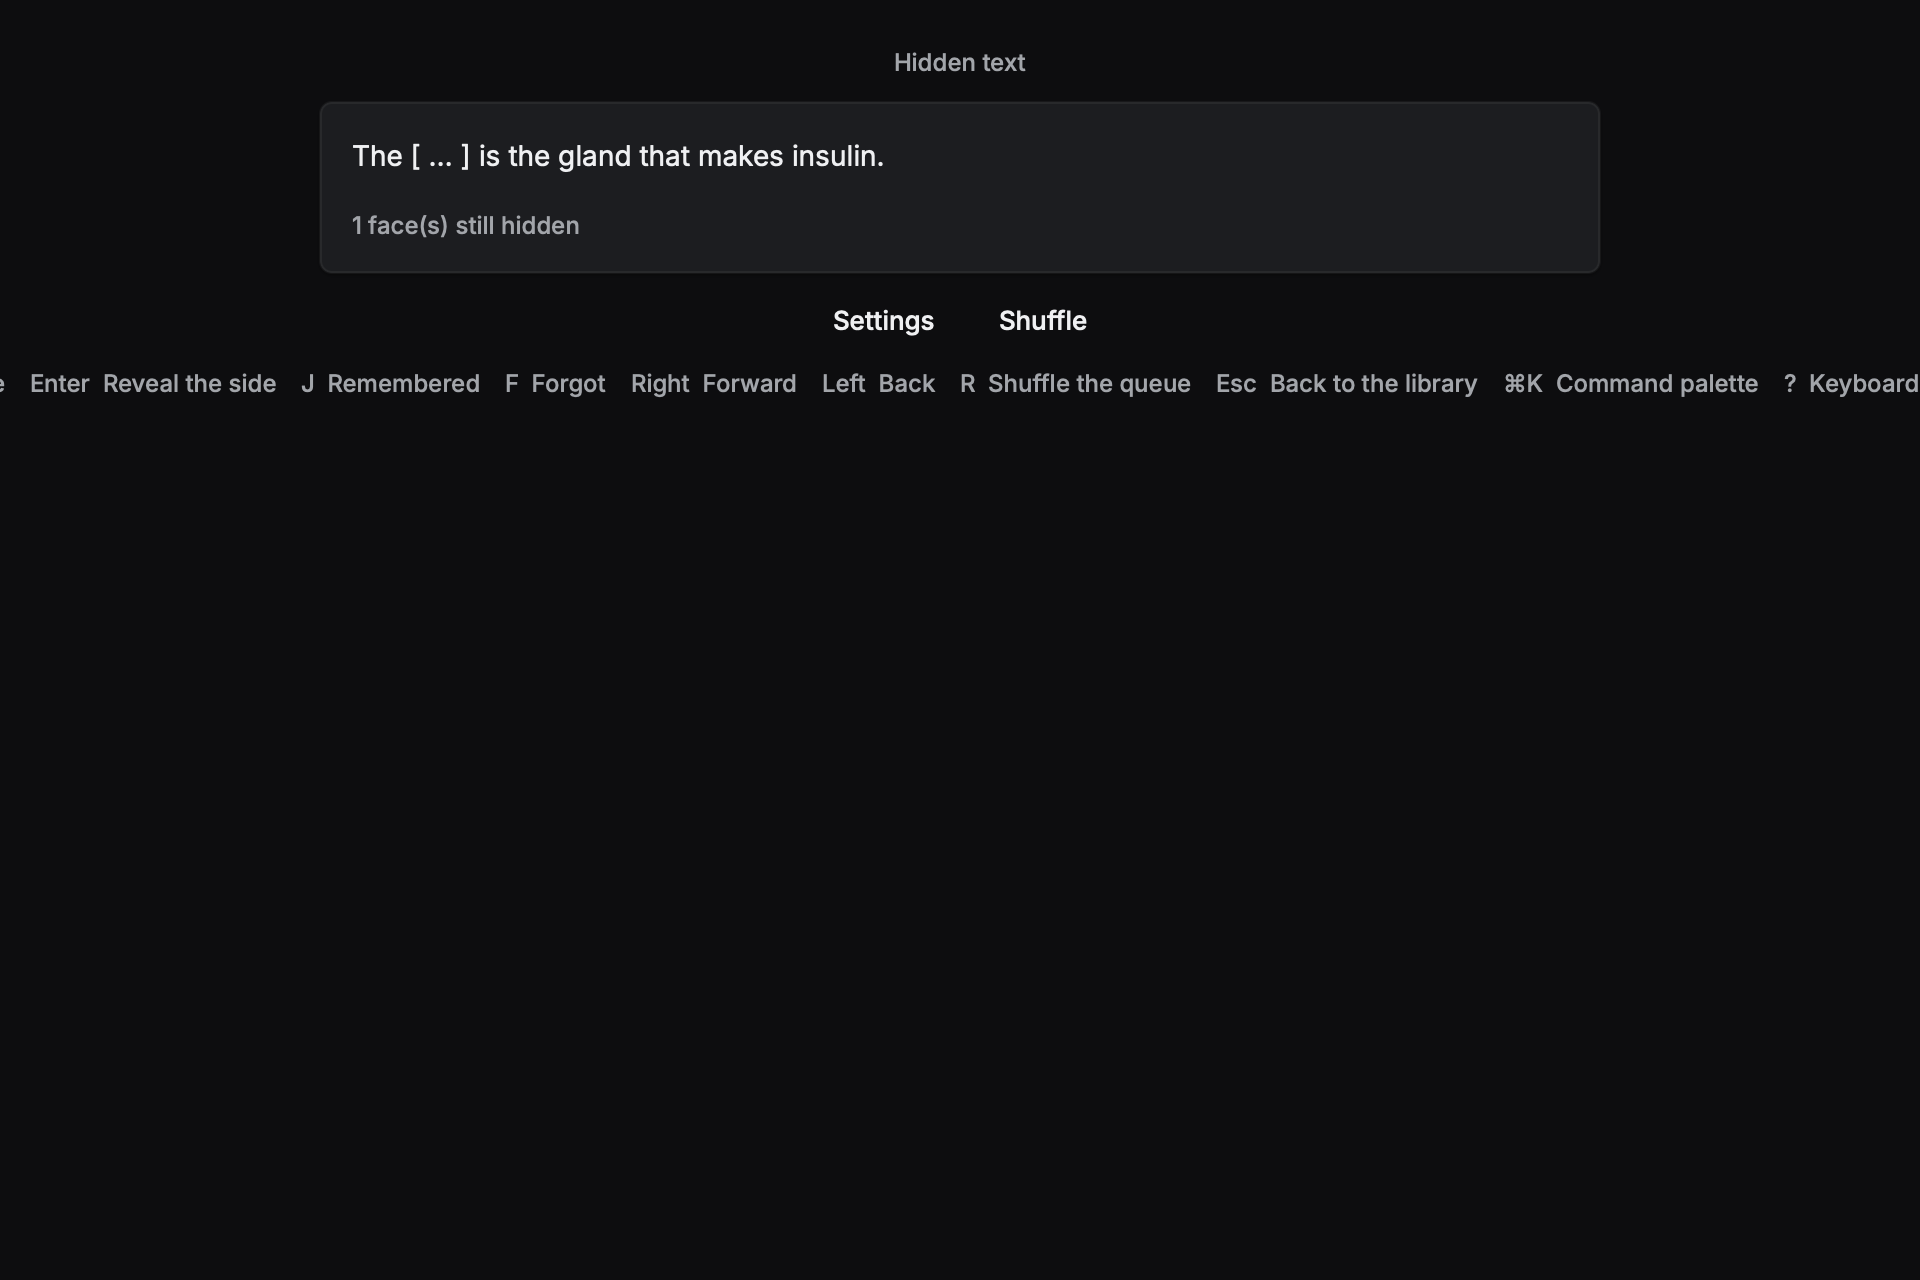 Hidden text
The [ ... ] is the gland that makes insulin.
1 face(s) still hidden
Settings Shuffle
Enter Reveal the side J Remembered F Forgot Right Forward Left Back R Shuffle the queue Esc Back to the library ⌘K Command palette ? Keyboard